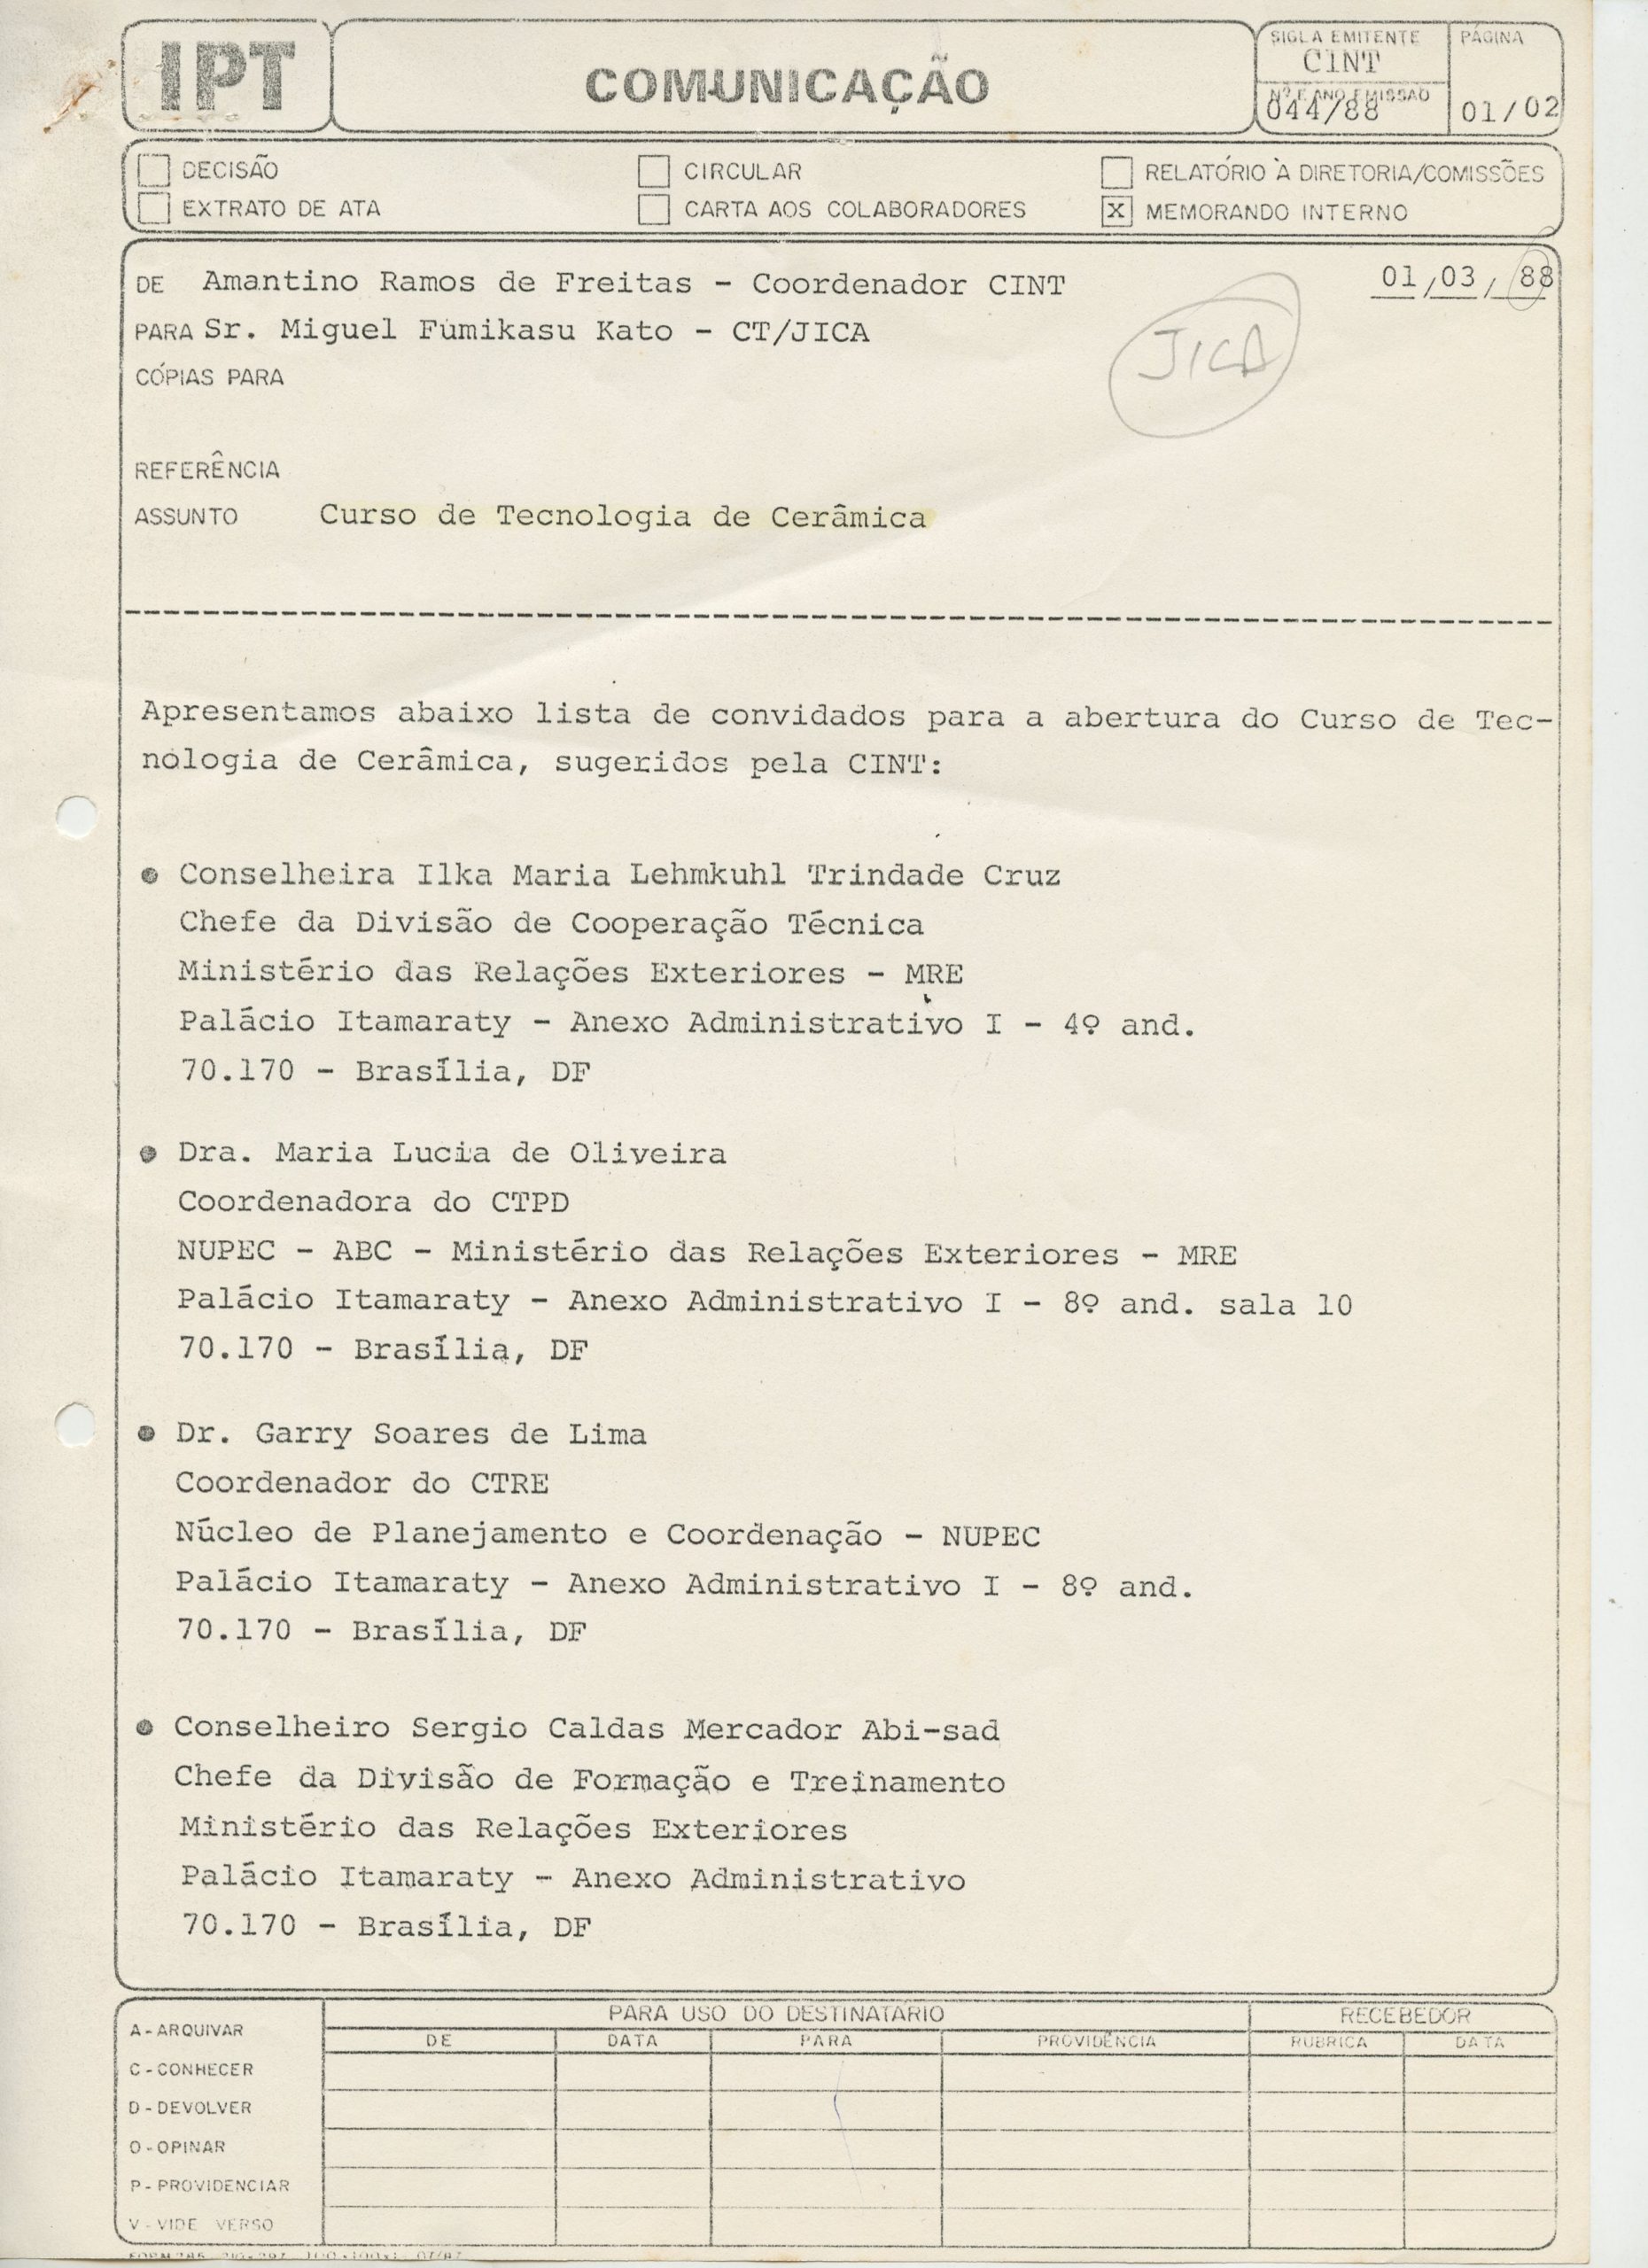 IPT
COMUNICAÇÃO
SIGLA EMITENTE
CINT
Nº E ANO EMISSÃO
044/88
PÁGINA
01/02
DECISÃO
CIRCULAR
RELATÓRIO À DIRETORIA/COMISSÕES
EXTRATO DE ATA
CARTA AOS COLABORADORES
X MEMORANDO INTERNO
DE Amantino Ramos de Freitas - Coordenador CINT
01/03/88
PARA Sr. Miguel Fumikasu Kato - CT/JICA
JICA
CÓPIAS PARA
REFERÊNCIA
ASSUNTO Curso de Tecnologia de Cerâmica
Apresentamos abaixo lista de convidados para a abertura do Curso de Tec-
nologia de Cerâmica, sugeridos pela CINT:
● Conselheira Ilka Maria Lehmkuhl Trindade Cruz
Chefe da Divisão de Cooperação Técnica
Ministério das Relações Exteriores - MRE
Palácio Itamaraty - Anexo Administrativo I - 4º and.
70.170 - Brasília, DF
● Dra. Maria Lucia de Oliveira
Coordenadora do CTPD
NUPEC - ABC - Ministério das Relações Exteriores - MRE
Palácio Itamaraty - Anexo Administrativo I - 8º and. sala 10
70.170 - Brasília, DF
● Dr. Garry Soares de Lima
Coordenador do CTRE
Núcleo de Planejamento e Coordenação - NUPEC
Palácio Itamaraty - Anexo Administrativo I - 8º and.
70.170 - Brasília, DF
● Conselheiro Sergio Caldas Mercador Abi-sad
Chefe da Divisão de Formação e Treinamento
Ministério das Relações Exteriores
Palácio Itamaraty - Anexo Administrativo
70.170 - Brasília, DF
A - ARQUIVAR
C - CONHECER
D - DEVOLVER
O - OPINAR
P - PROVIDENCIAR
V - VIDE VERSO
PARA USO DO DESTINATÁRIO
RECEBEDOR
DE DATA PARA PROVIDÊNCIA RUBRICA DATA